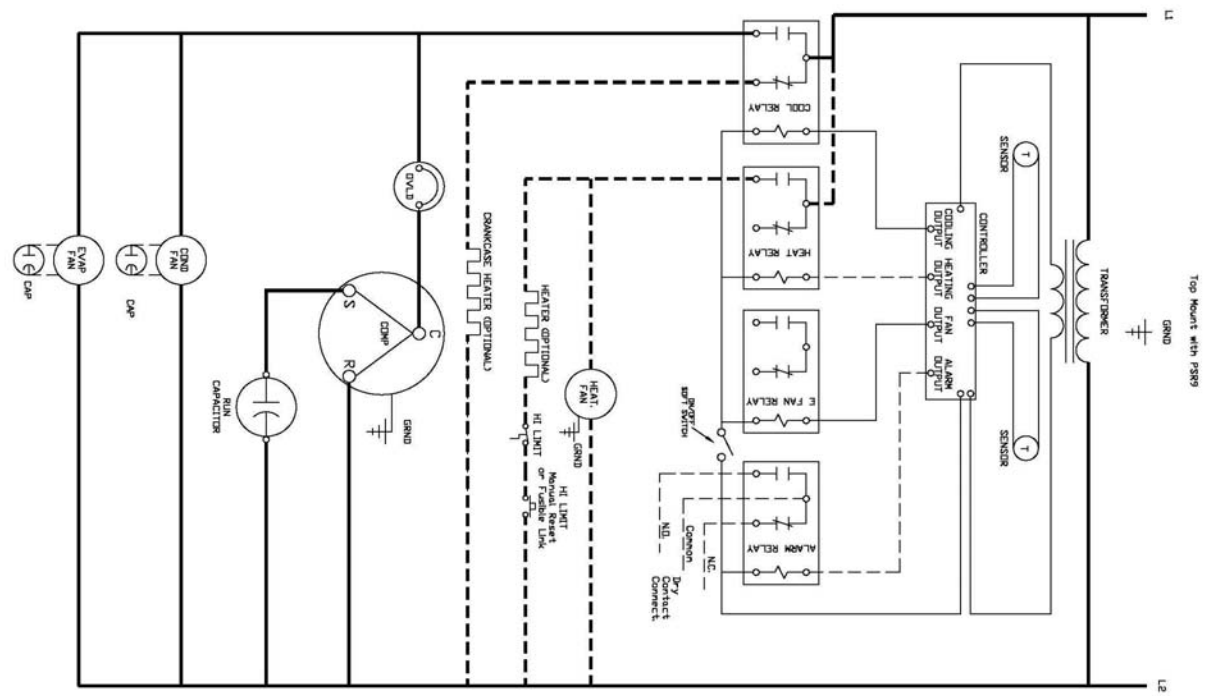 Top Mount with PSR9
L1
GRND
L2
TRANSFORMER
SENSOR
T
SENSOR
T
CONTROLLER
COOLING
OUTPUT
HEATING
OUTPUT
FAN
OUTPUT
ALARM
OUTPUT
COOL RELAY
HEAT RELAY
E FAN RELAY
ALARM RELAY
ON/OFF
SOFT SWITCH
N.C.
Common
N.O.
Dry
Contact
Connect.
HEAT.
FAN
GRND
HEATER (OPTIONAL)
HI LIMIT
HI LIMIT
Manual Reset
or Fusible Link
CRANKCASE HEATER (OPTIONAL)
OVLD
C
COMP
S
R
GRND
RUN
CAPACITOR
COND
FAN
CAP
EVAP
FAN
CAP